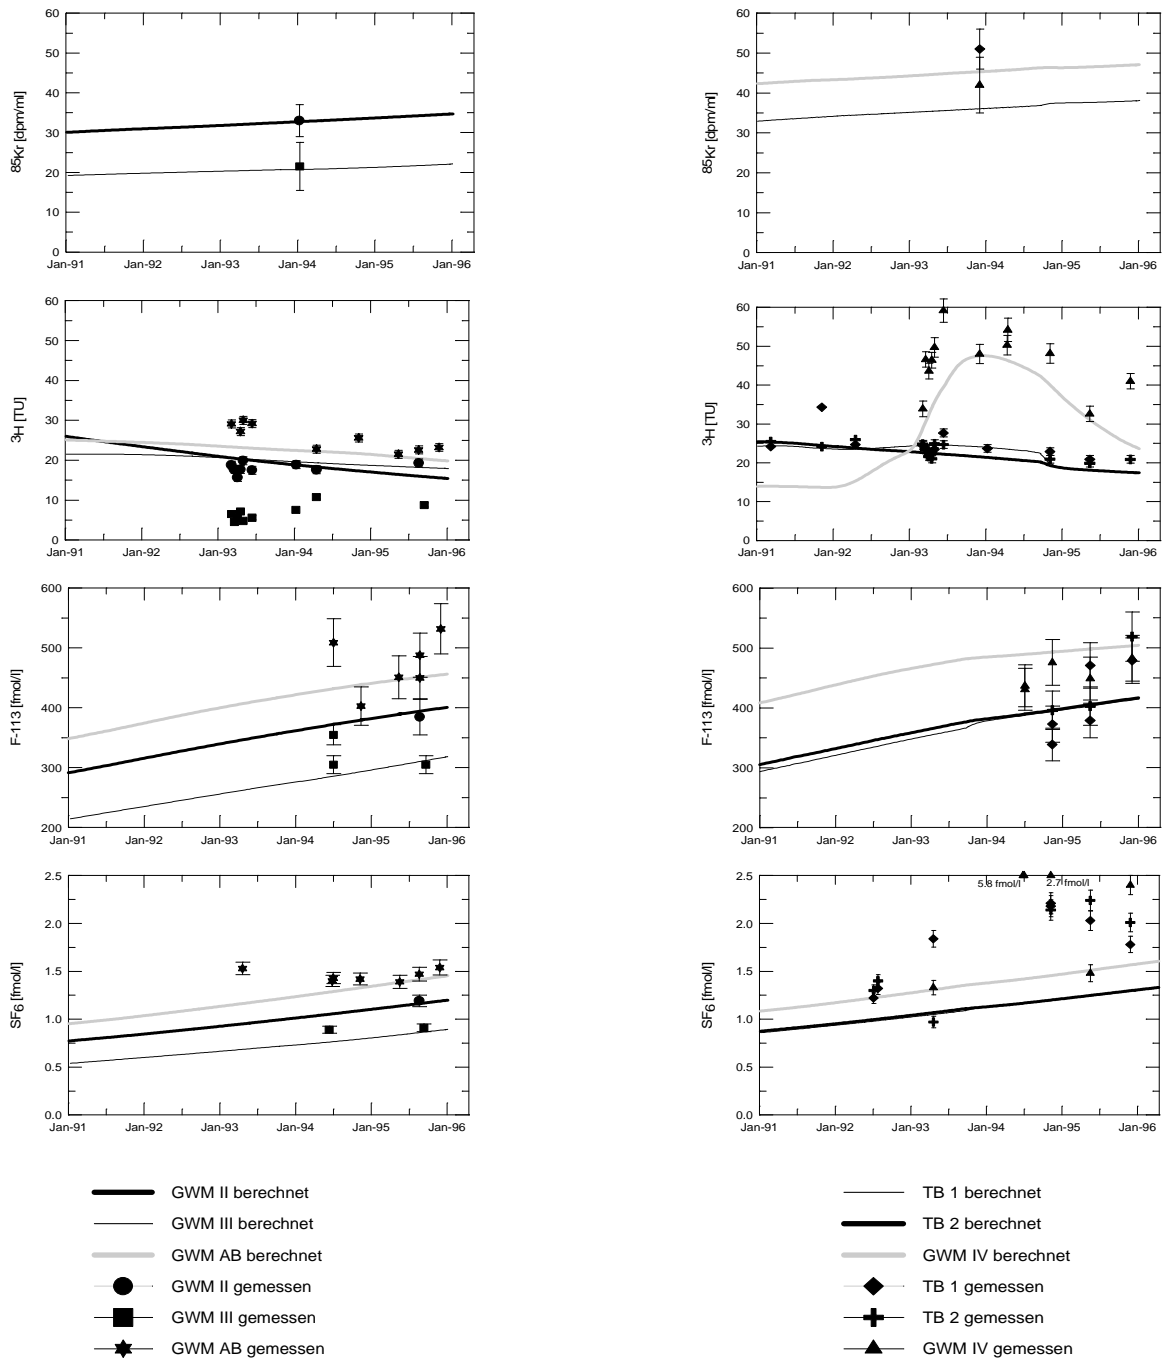 60
50
40
30
20
10
0
85Kr [dpm/ml]
Jan-91 Jan-92 Jan-93 Jan-94 Jan-95 Jan-96
60
50
40
30
20
10
0
85Kr [dpm/ml]
Jan-91 Jan-92 Jan-93 Jan-94 Jan-95 Jan-96
60
50
40
30
20
10
0
3H [TU]
Jan-91 Jan-92 Jan-93 Jan-94 Jan-95 Jan-96
60
50
40
30
20
10
0
3H [TU]
Jan-91 Jan-92 Jan-93 Jan-94 Jan-95 Jan-96
600
500
400
300
200
F-113 [fmol/l]
Jan-91 Jan-92 Jan-93 Jan-94 Jan-95 Jan-96
600
500
400
300
200
F-113 [fmol/l]
Jan-91 Jan-92 Jan-93 Jan-94 Jan-95 Jan-96
2.5
2.0
1.5
1.0
0.5
0.0
SF6 [fmol/l]
Jan-91 Jan-92 Jan-93 Jan-94 Jan-95 Jan-96
2.5
2.0
1.5
1.0
0.5
0.0
SF6 [fmol/l]
5.8 fmol/l
2.7 fmol/l
Jan-91 Jan-92 Jan-93 Jan-94 Jan-95 Jan-96
GWM II berechnet
GWM III berechnet
GWM AB berechnet
GWM II gemessen
GWM III gemessen
GWM AB gemessen
TB 1 berechnet
TB 2 berechnet
GWM IV berechnet
TB 1 gemessen
TB 2 gemessen
GWM IV gemessen